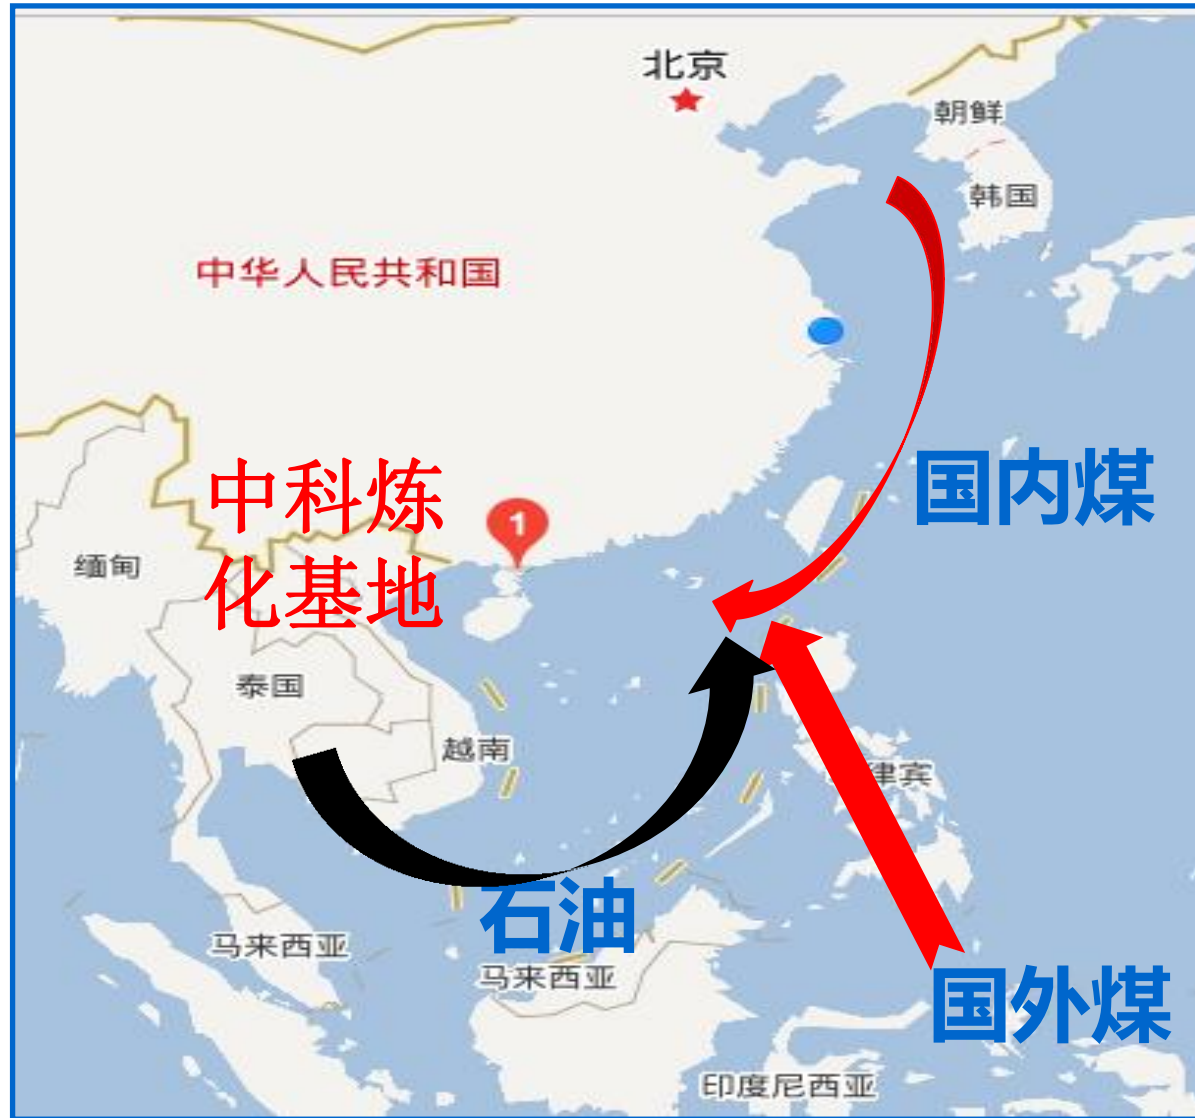 北京
朝鲜
韩国
中华人民共和国
国内煤
中科炼
化基地
1
缅甸
泰国
越南
律宾
石油
马来西亚
马来西亚
国外煤
印度尼西亚